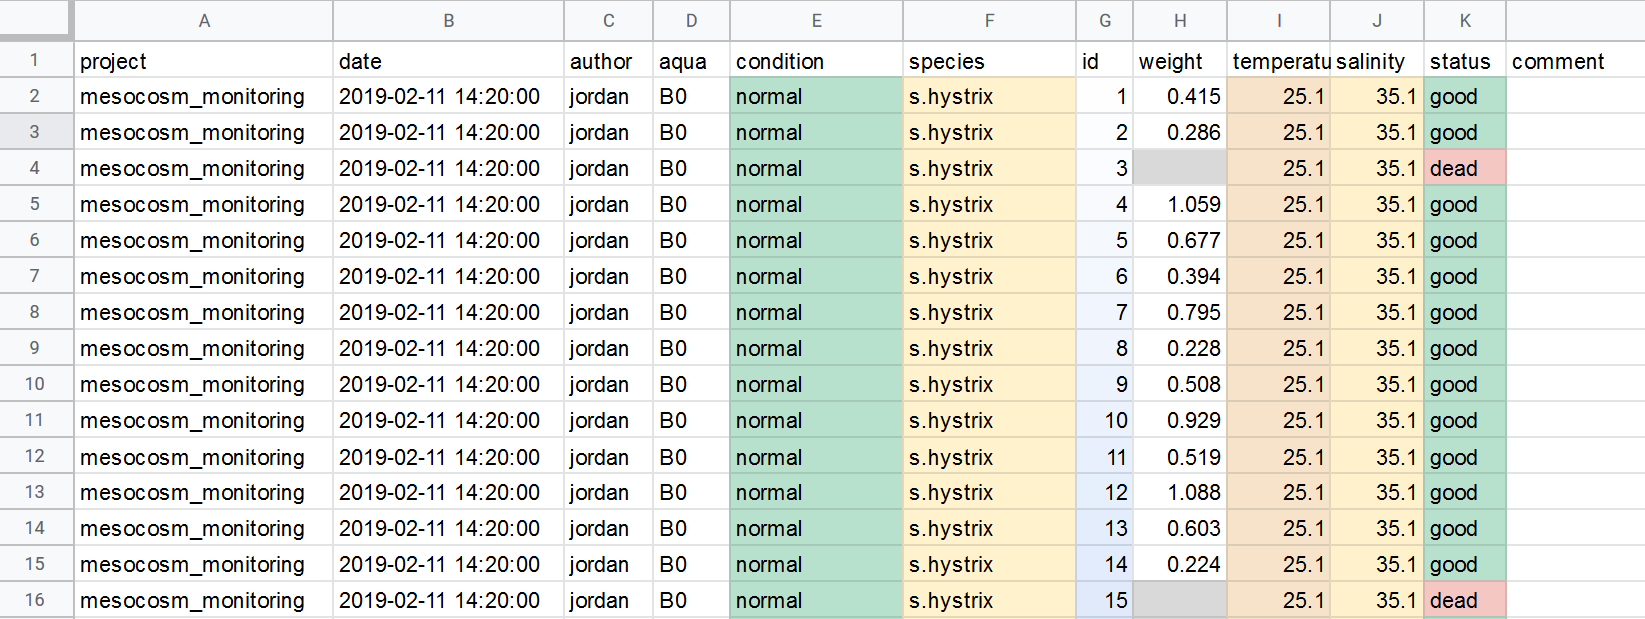 A B C D E F G H I J K
1 project date author aqua condition species id weight temperatu salinity status comment
2 mesocosm_monitoring 2019-02-11 14:20:00 jordan B0 normal s.hystrix 1 0.415 25.1 35.1 good
3 mesocosm_monitoring 2019-02-11 14:20:00 jordan B0 normal s.hystrix 2 0.286 25.1 35.1 good
4 mesocosm_monitoring 2019-02-11 14:20:00 jordan B0 normal s.hystrix 3 25.1 35.1 dead
5 mesocosm_monitoring 2019-02-11 14:20:00 jordan B0 normal s.hystrix 4 1.059 25.1 35.1 good
6 mesocosm_monitoring 2019-02-11 14:20:00 jordan B0 normal s.hystrix 5 0.677 25.1 35.1 good
7 mesocosm_monitoring 2019-02-11 14:20:00 jordan B0 normal s.hystrix 6 0.394 25.1 35.1 good
8 mesocosm_monitoring 2019-02-11 14:20:00 jordan B0 normal s.hystrix 7 0.795 25.1 35.1 good
9 mesocosm_monitoring 2019-02-11 14:20:00 jordan B0 normal s.hystrix 8 0.228 25.1 35.1 good
10 mesocosm_monitoring 2019-02-11 14:20:00 jordan B0 normal s.hystrix 9 0.508 25.1 35.1 good
11 mesocosm_monitoring 2019-02-11 14:20:00 jordan B0 normal s.hystrix 10 0.929 25.1 35.1 good
12 mesocosm_monitoring 2019-02-11 14:20:00 jordan B0 normal s.hystrix 11 0.519 25.1 35.1 good
13 mesocosm_monitoring 2019-02-11 14:20:00 jordan B0 normal s.hystrix 12 1.088 25.1 35.1 good
14 mesocosm_monitoring 2019-02-11 14:20:00 jordan B0 normal s.hystrix 13 0.603 25.1 35.1 good
15 mesocosm_monitoring 2019-02-11 14:20:00 jordan B0 normal s.hystrix 14 0.224 25.1 35.1 good
16 mesocosm_monitoring 2019-02-11 14:20:00 jordan B0 normal s.hystrix 15 25.1 35.1 dead